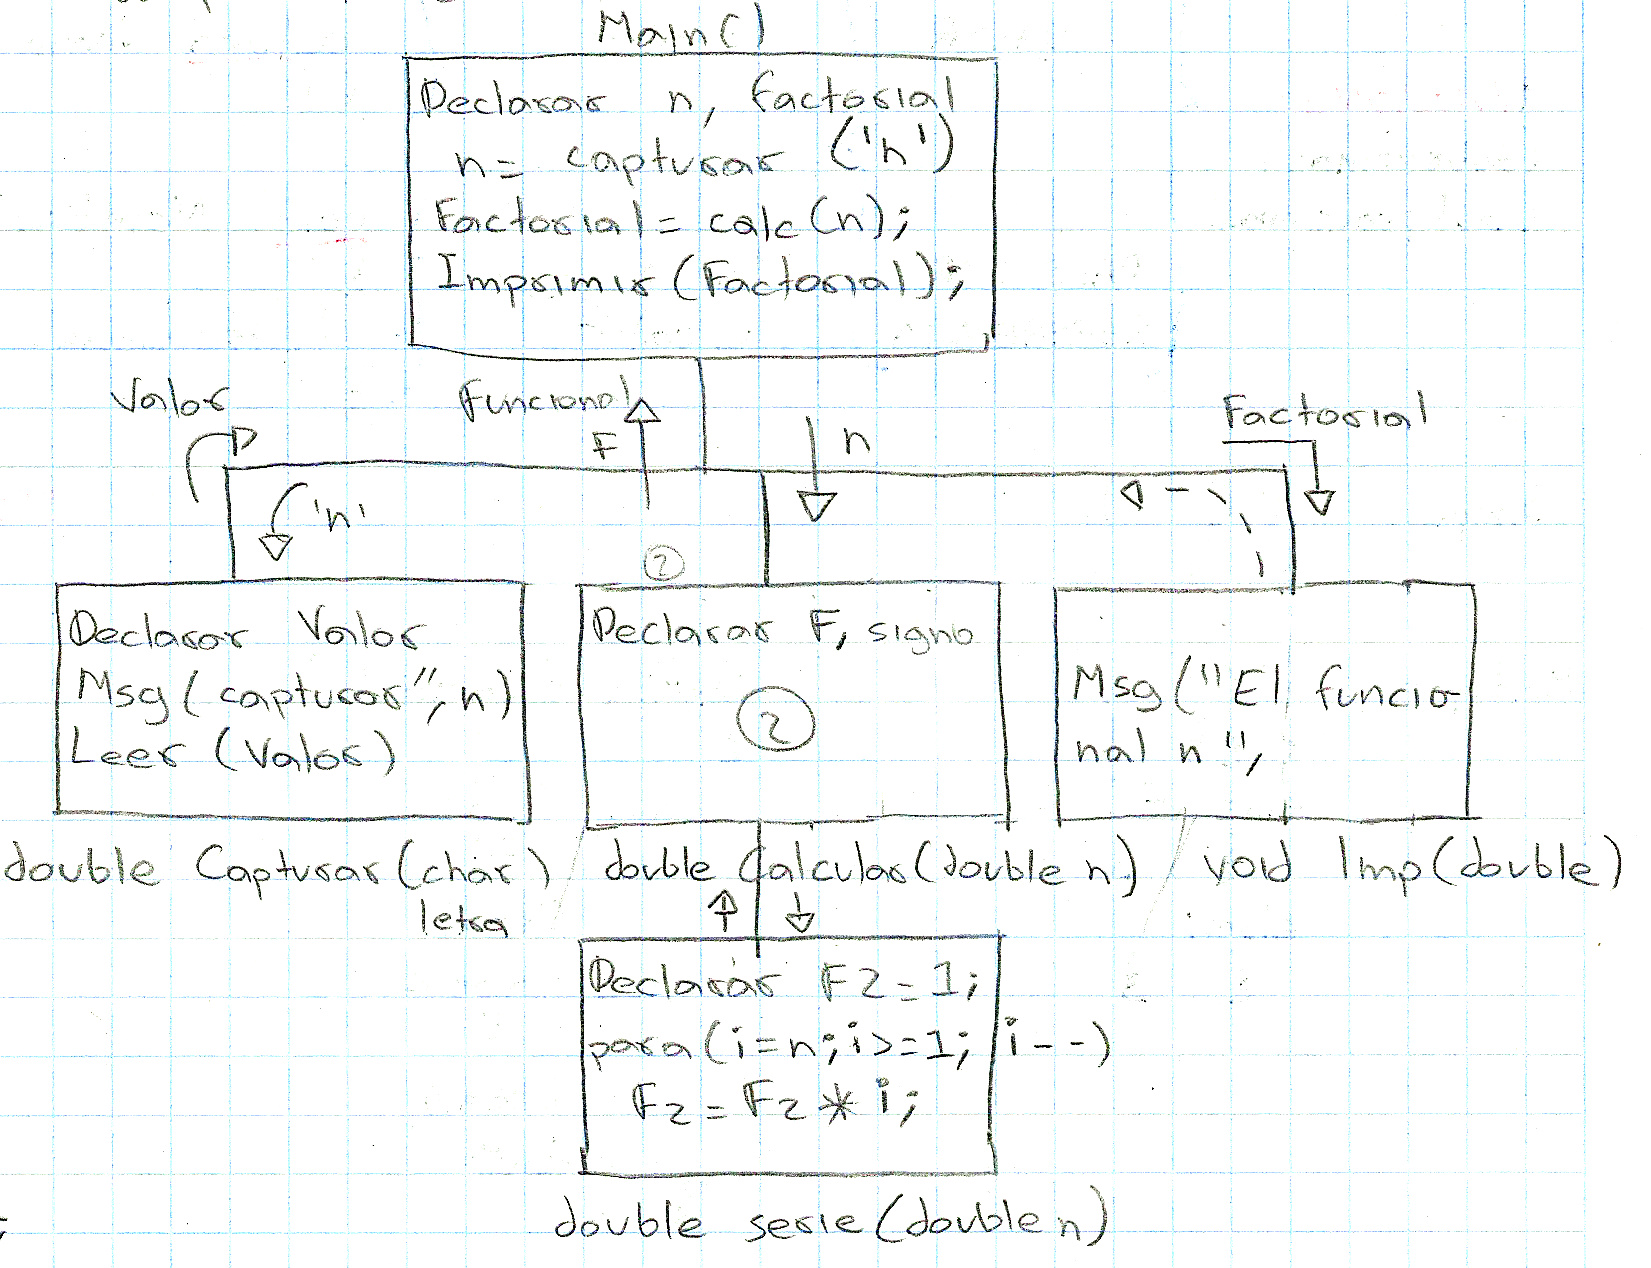 Main()
Declarar n, factorial
n= capturar ('n')
Factorial= calc(n);
Imprimir(Factorial);
Valor
Funcional
F
n
Factorial
'n'
2
Declarar Valor
Msg(capturar", n)
Leer (Valor)
Declarar F, signo
2
Msg("El funcio
nal n",
double Capturar(char)
letra
double Calcular(double n)
void Imp(double)
Declarar F2=1;
para(i=n;i>=1; i--)
F2=F2*i;
double serie(double n)